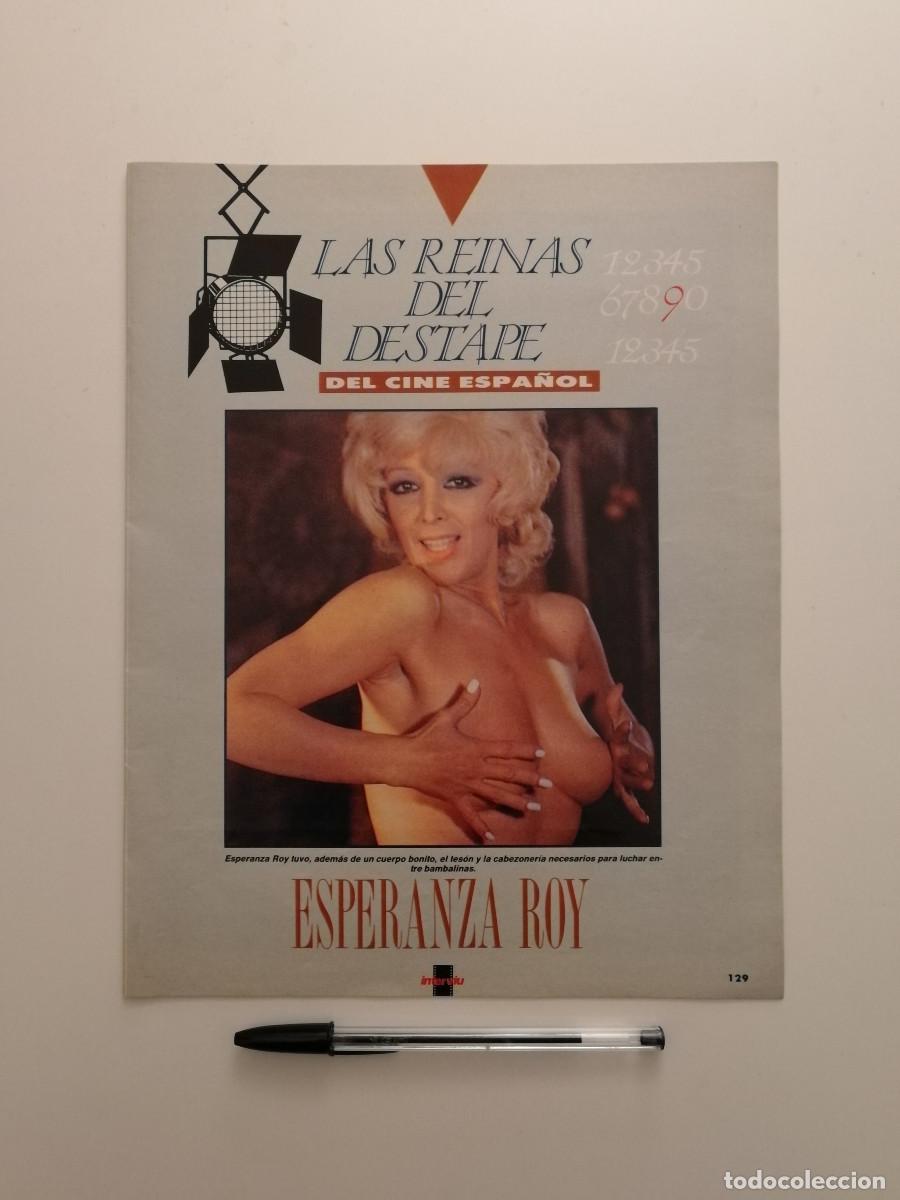 LAS REINAS
DEL
DESTAPE
12345
67890
12345
DEL CINE ESPAÑOL
Esperanza Roy tuvo, además de un cuerpo bonito, el tesón y la cabezonería necesarios para luchar en-
tre bambalinas.
ESPERANZA ROY
interviu
129
todocoleccion